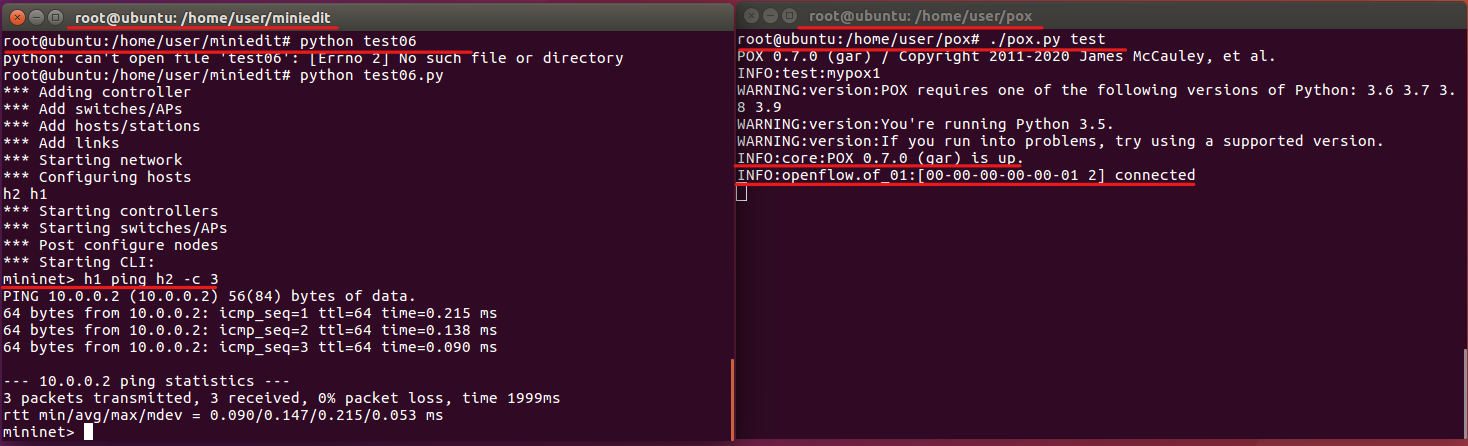 root@ubuntu: /home/user/miniedit
root@ubuntu:/home/user/miniedit# python test06
python: can't open file 'test06': [Errno 2] No such file or directory
root@ubuntu:/home/user/miniedit# python test06.py
*** Adding controller
*** Add switches/APs
*** Add hosts/stations
*** Add links
*** Starting network
*** Configuring hosts
h2 h1
*** Starting controllers
*** Starting switches/APs
*** Post configure nodes
*** Starting CLI:
mininet> h1 ping h2 -c 3
PING 10.0.0.2 (10.0.0.2) 56(84) bytes of data.
64 bytes from 10.0.0.2: icmp_seq=1 ttl=64 time=0.215 ms
64 bytes from 10.0.0.2: icmp_seq=2 ttl=64 time=0.138 ms
64 bytes from 10.0.0.2: icmp_seq=3 ttl=64 time=0.090 ms
--- 10.0.0.2 ping statistics ---
3 packets transmitted, 3 received, 0% packet loss, time 1999ms
rtt min/avg/max/mdev = 0.090/0.147/0.215/0.053 ms
mininet>
root@ubuntu: /home/user/pox
root@ubuntu:/home/user/pox# ./pox.py test
POX 0.7.0 (gar) / Copyright 2011-2020 James McCauley, et al.
INFO:test:mypox1
WARNING:version:POX requires one of the following versions of Python: 3.6 3.7 3.
8 3.9
WARNING:version:You're running Python 3.5.
WARNING:version:If you run into problems, try using a supported version.
INFO:core:POX 0.7.0 (gar) is up.
INFO:openflow.of_01:[00-00-00-00-00-01 2] connected